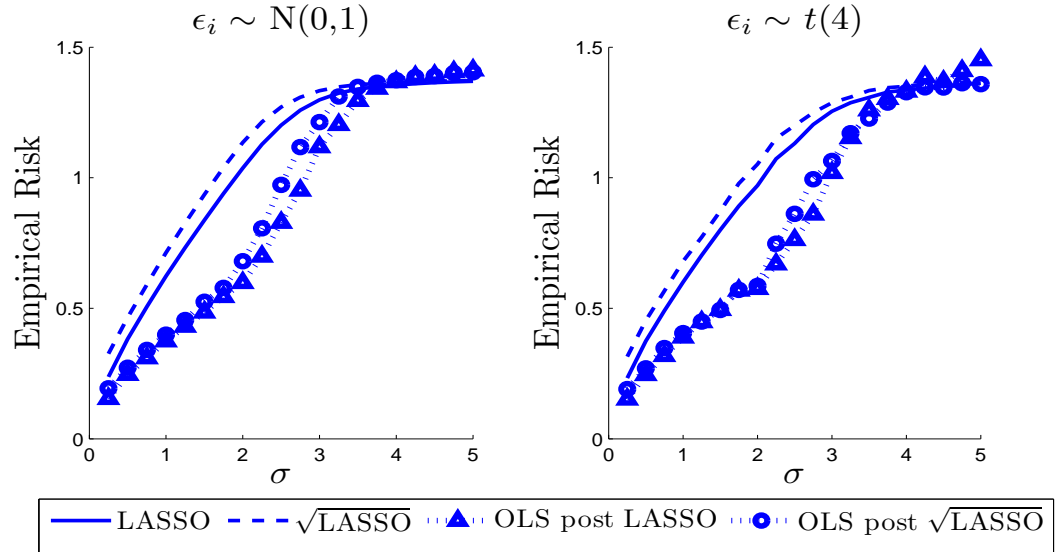 ϵᵢ ∼ N(0,1)
Empirical Risk
1.5
1
0.5
0
0
1
2
3
4
5
σ
ϵᵢ ∼ t(4)
Empirical Risk
1.5
1
0.5
0
0
1
2
3
4
5
σ
LASSO √LASSO OLS post LASSO OLS post √LASSO